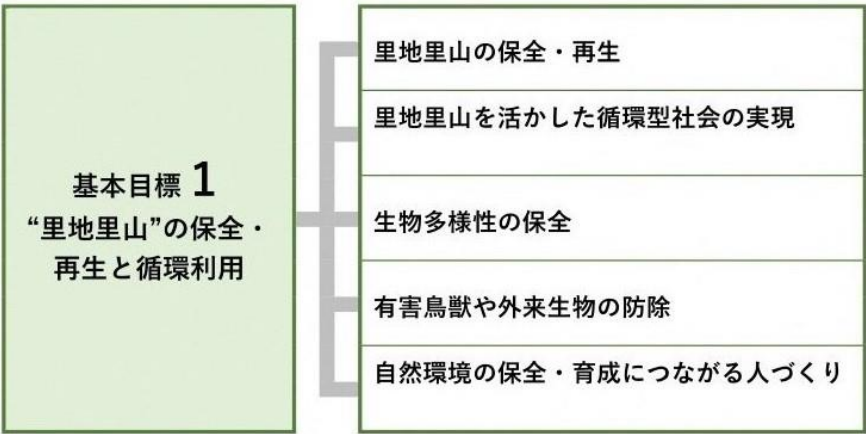 基本目標 1
“里地里山”の保全・
再生と循環利用
里地里山の保全・再生
里地里山を活かした循環型社会の実現
生物多様性の保全
有害鳥獣や外来生物の防除
自然環境の保全・育成につながる人づくり